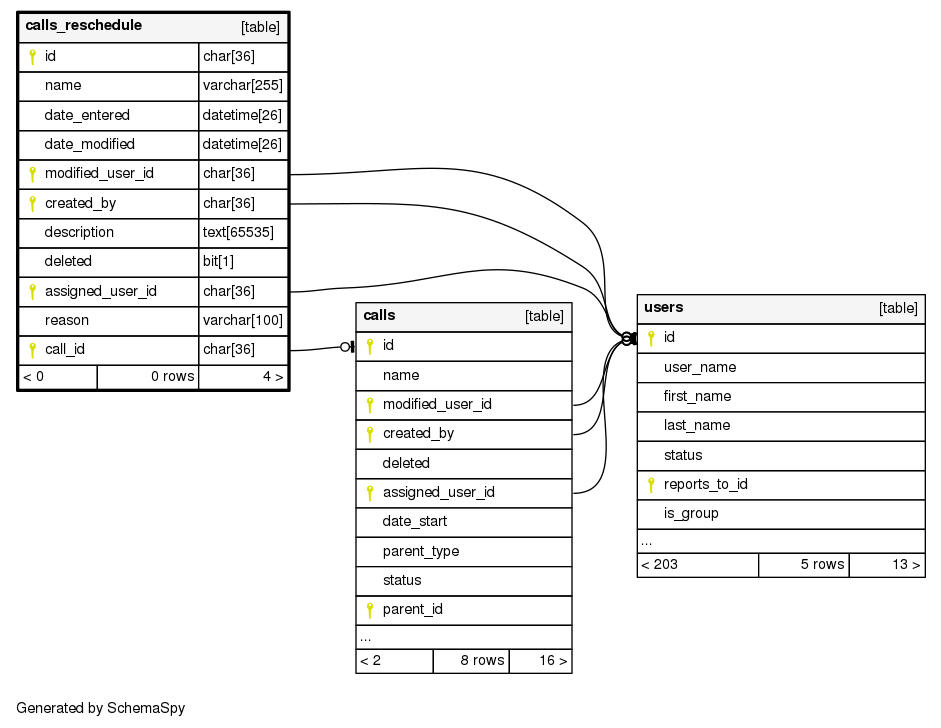 calls_reschedule [table]
id char[36]
name varchar[255]
date_entered datetime[26]
date_modified datetime[26]
modified_user_id char[36]
created_by char[36]
description text[65535]
deleted bit[1]
assigned_user_id char[36]
reason varchar[100]
call_id char[36]
< 0 0 rows 4 >
calls [table]
id
name
modified_user_id
created_by
deleted
assigned_user_id
date_start
parent_type
status
parent_id
...
< 2 8 rows 16 >
users [table]
id
user_name
first_name
last_name
status
reports_to_id
is_group
...
< 203 5 rows 13 >
Generated by SchemaSpy